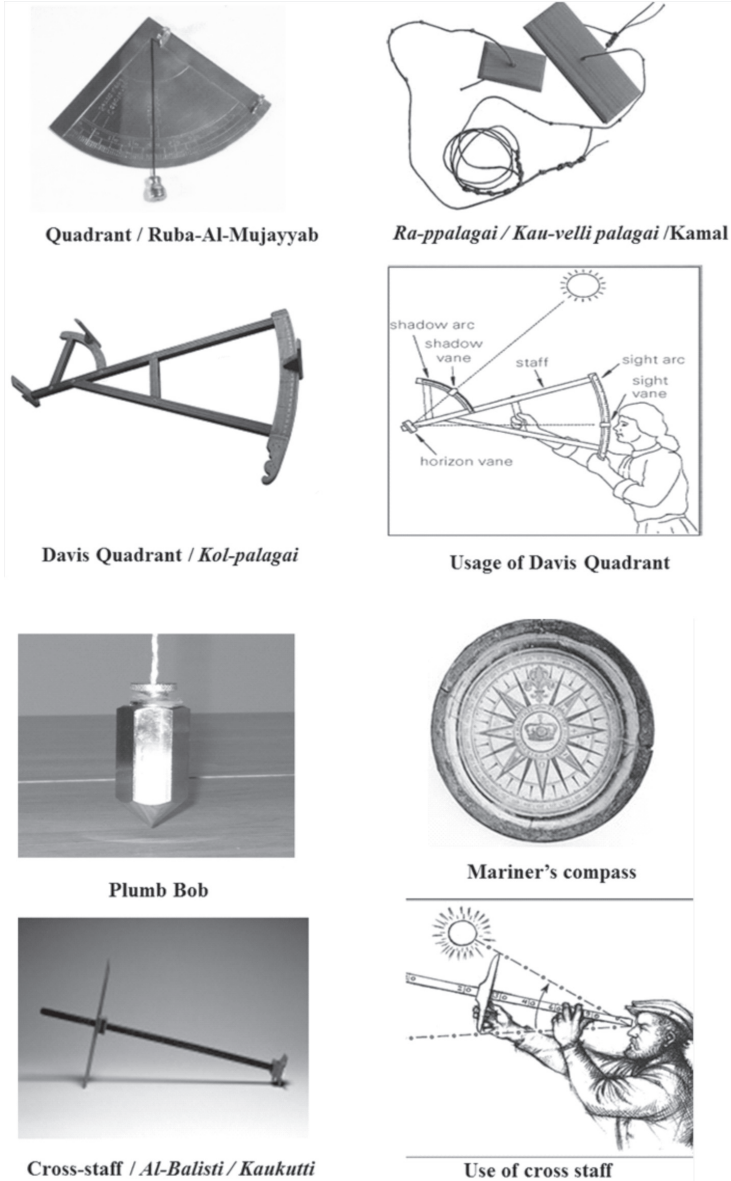 Quadrant / Ruba-Al-Mujayyab
Ra-ppalagai / Kau-velli palagai /Kamal
shadow arc
shadow
vane
staff
sight arc
sight
vane
horizon vane
Davis Quadrant / Kol-palagai
Usage of Davis Quadrant
Plumb Bob
Mariner’s compass
Cross-staff / Al-Balisti / Kaukutti
Use of cross staff